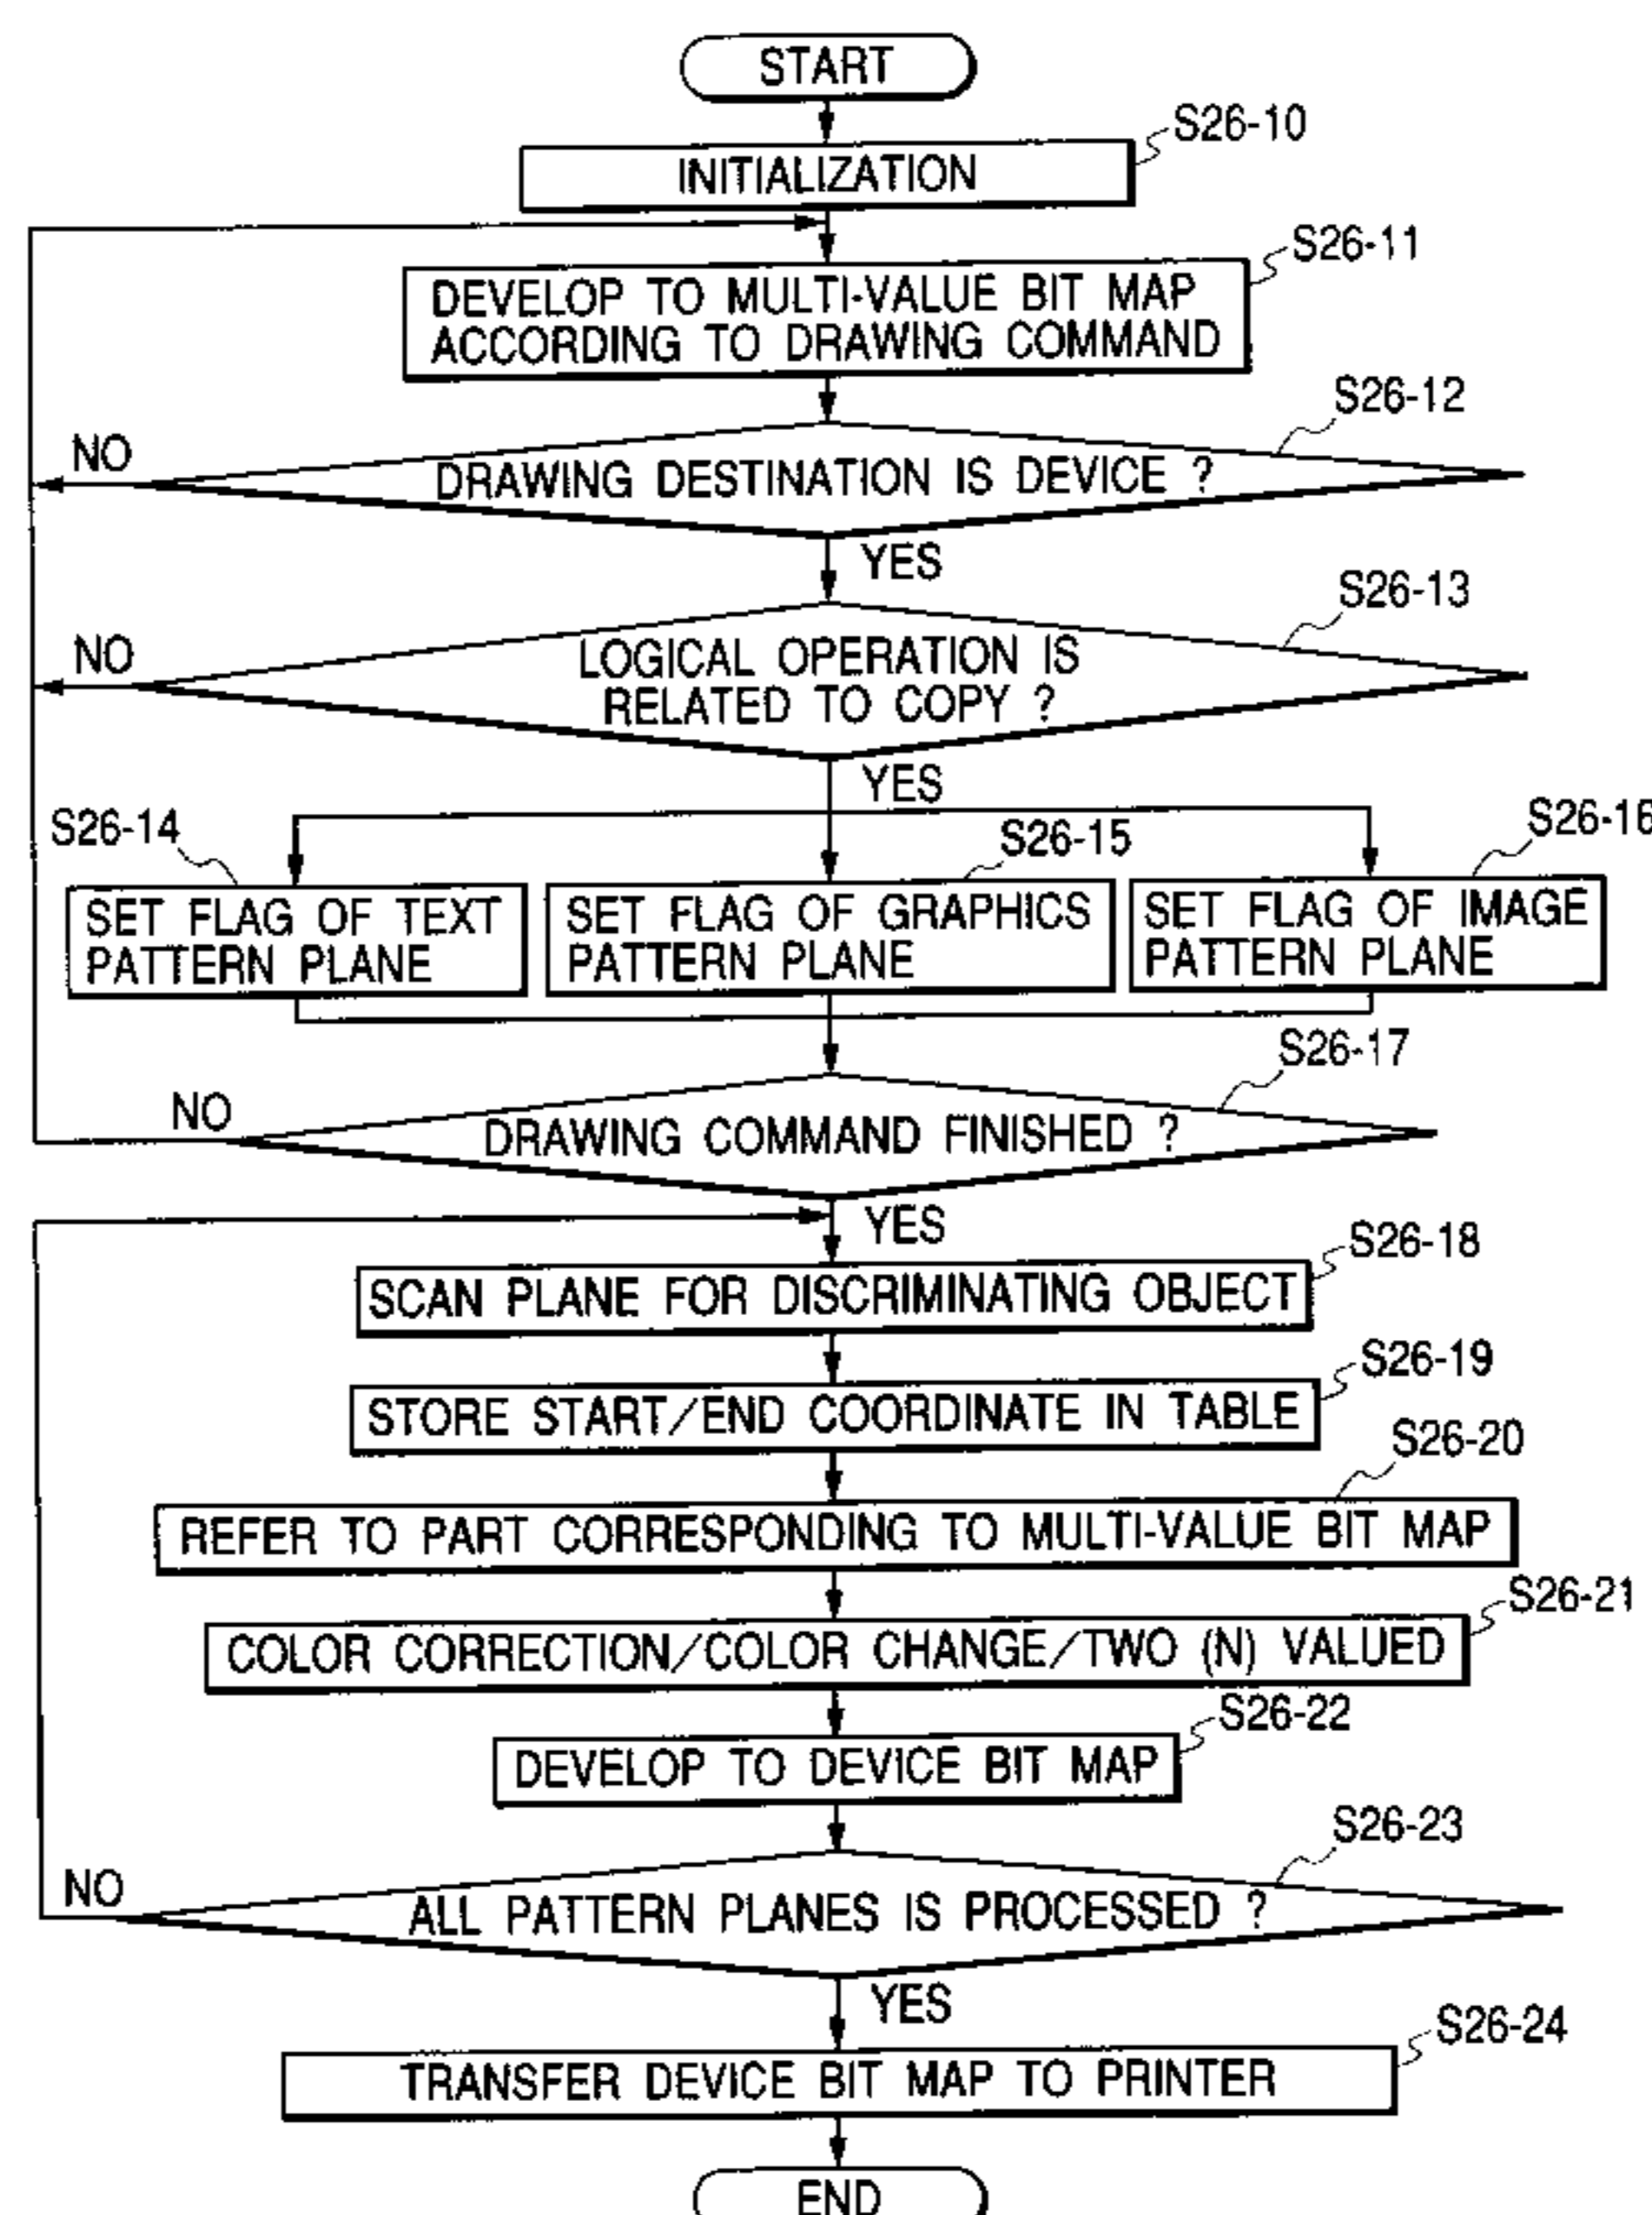 START
S26-10
INITIALIZATION
S26-11
DEVELOP TO MULTI-VALUE BIT MAP
ACCORDING TO DRAWING COMMAND
S26-12
NO
DRAWING DESTINATION IS DEVICE ?
YES
S26-13
NO
LOGICAL OPERATION IS
RELATED TO COPY ?
YES
S26-14
S26-15
S26-16
SET FLAG OF TEXT
PATTERN PLANE
SET FLAG OF GRAPHICS
PATTERN PLANE
SET FLAG OF IMAGE
PATTERN PLANE
S26-17
NO
DRAWING COMMAND FINISHED ?
YES
S26-18
SCAN PLANE FOR DISCRIMINATING OBJECT
S26-19
STORE START/END COORDINATE IN TABLE
S26-20
REFER TO PART CORRESPONDING TO MULTI-VALUE BIT MAP
S26-21
COLOR CORRECTION/COLOR CHANGE/TWO (N) VALUED
S26-22
DEVELOP TO DEVICE BIT MAP
S26-23
NO
ALL PATTERN PLANES IS PROCESSED ?
YES
S26-24
TRANSFER DEVICE BIT MAP TO PRINTER
END